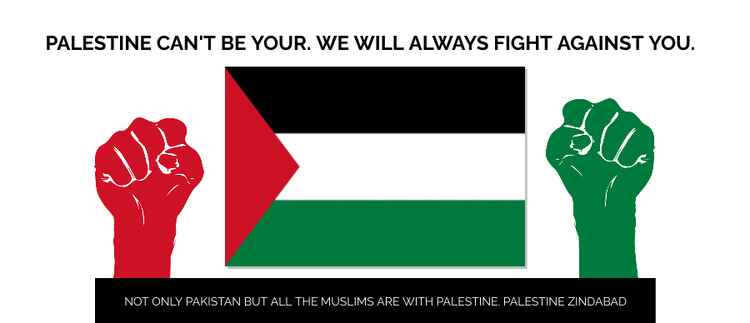 PALESTINE CAN'T BE YOUR. WE WILL ALWAYS FIGHT AGAINST YOU.
NOT ONLY PAKISTAN BUT ALL THE MUSLIMS ARE WITH PALESTINE. PALESTINE ZINDABAD